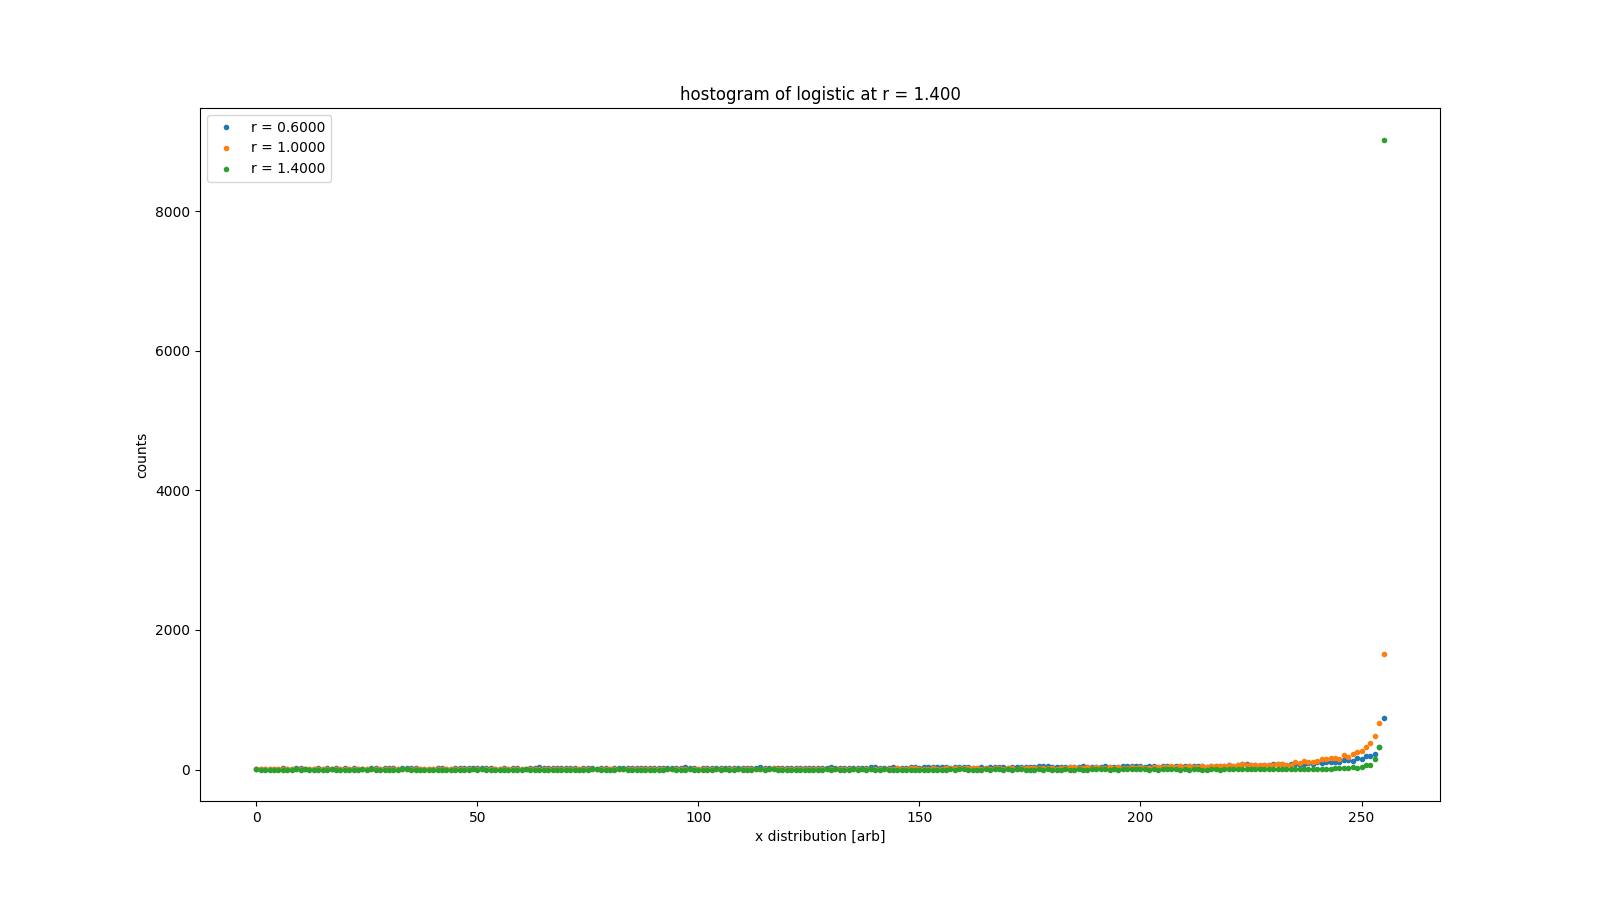 hostogram of logistic at r = 1.400
r = 0.6000
r = 1.0000
r = 1.4000
8000
6000
4000
2000
0
counts
0 50 100 150 200 250
x distribution [arb]